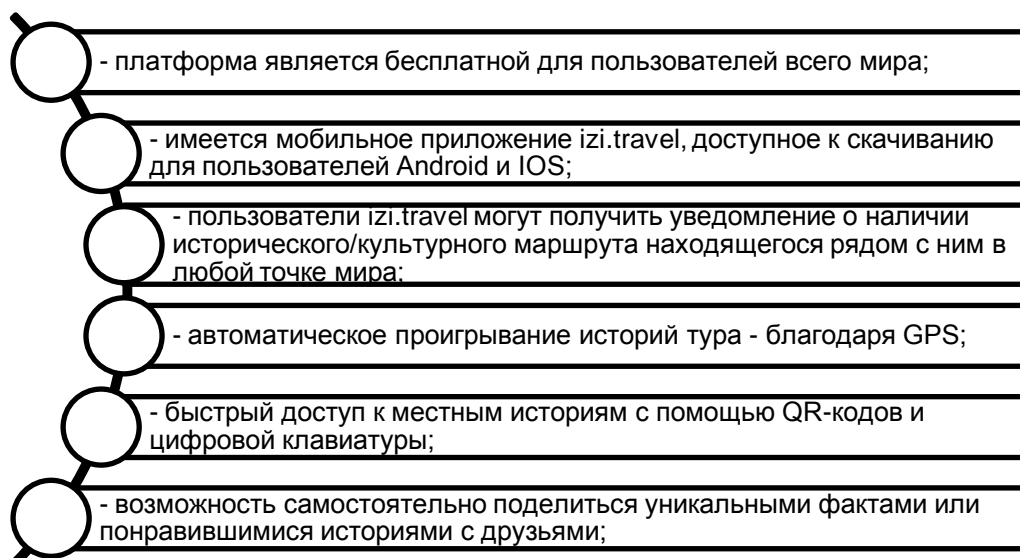 - платформа является бесплатной для пользователей всего мира;
- имеется мобильное приложение izi.travel, доступное к скачиванию
для пользователей Android и IOS;
- пользователи izi.travel могут получить уведомление о наличии
исторического/культурного маршрута находящегося рядом с ним в
любой точке мира;
- автоматическое проигрывание историй тура - благодаря GPS;
- быстрый доступ к местным историям с помощью QR-кодов и
цифровой клавиатуры;
- возможность самостоятельно поделиться уникальными фактами или
понравившимися историями с друзьями;